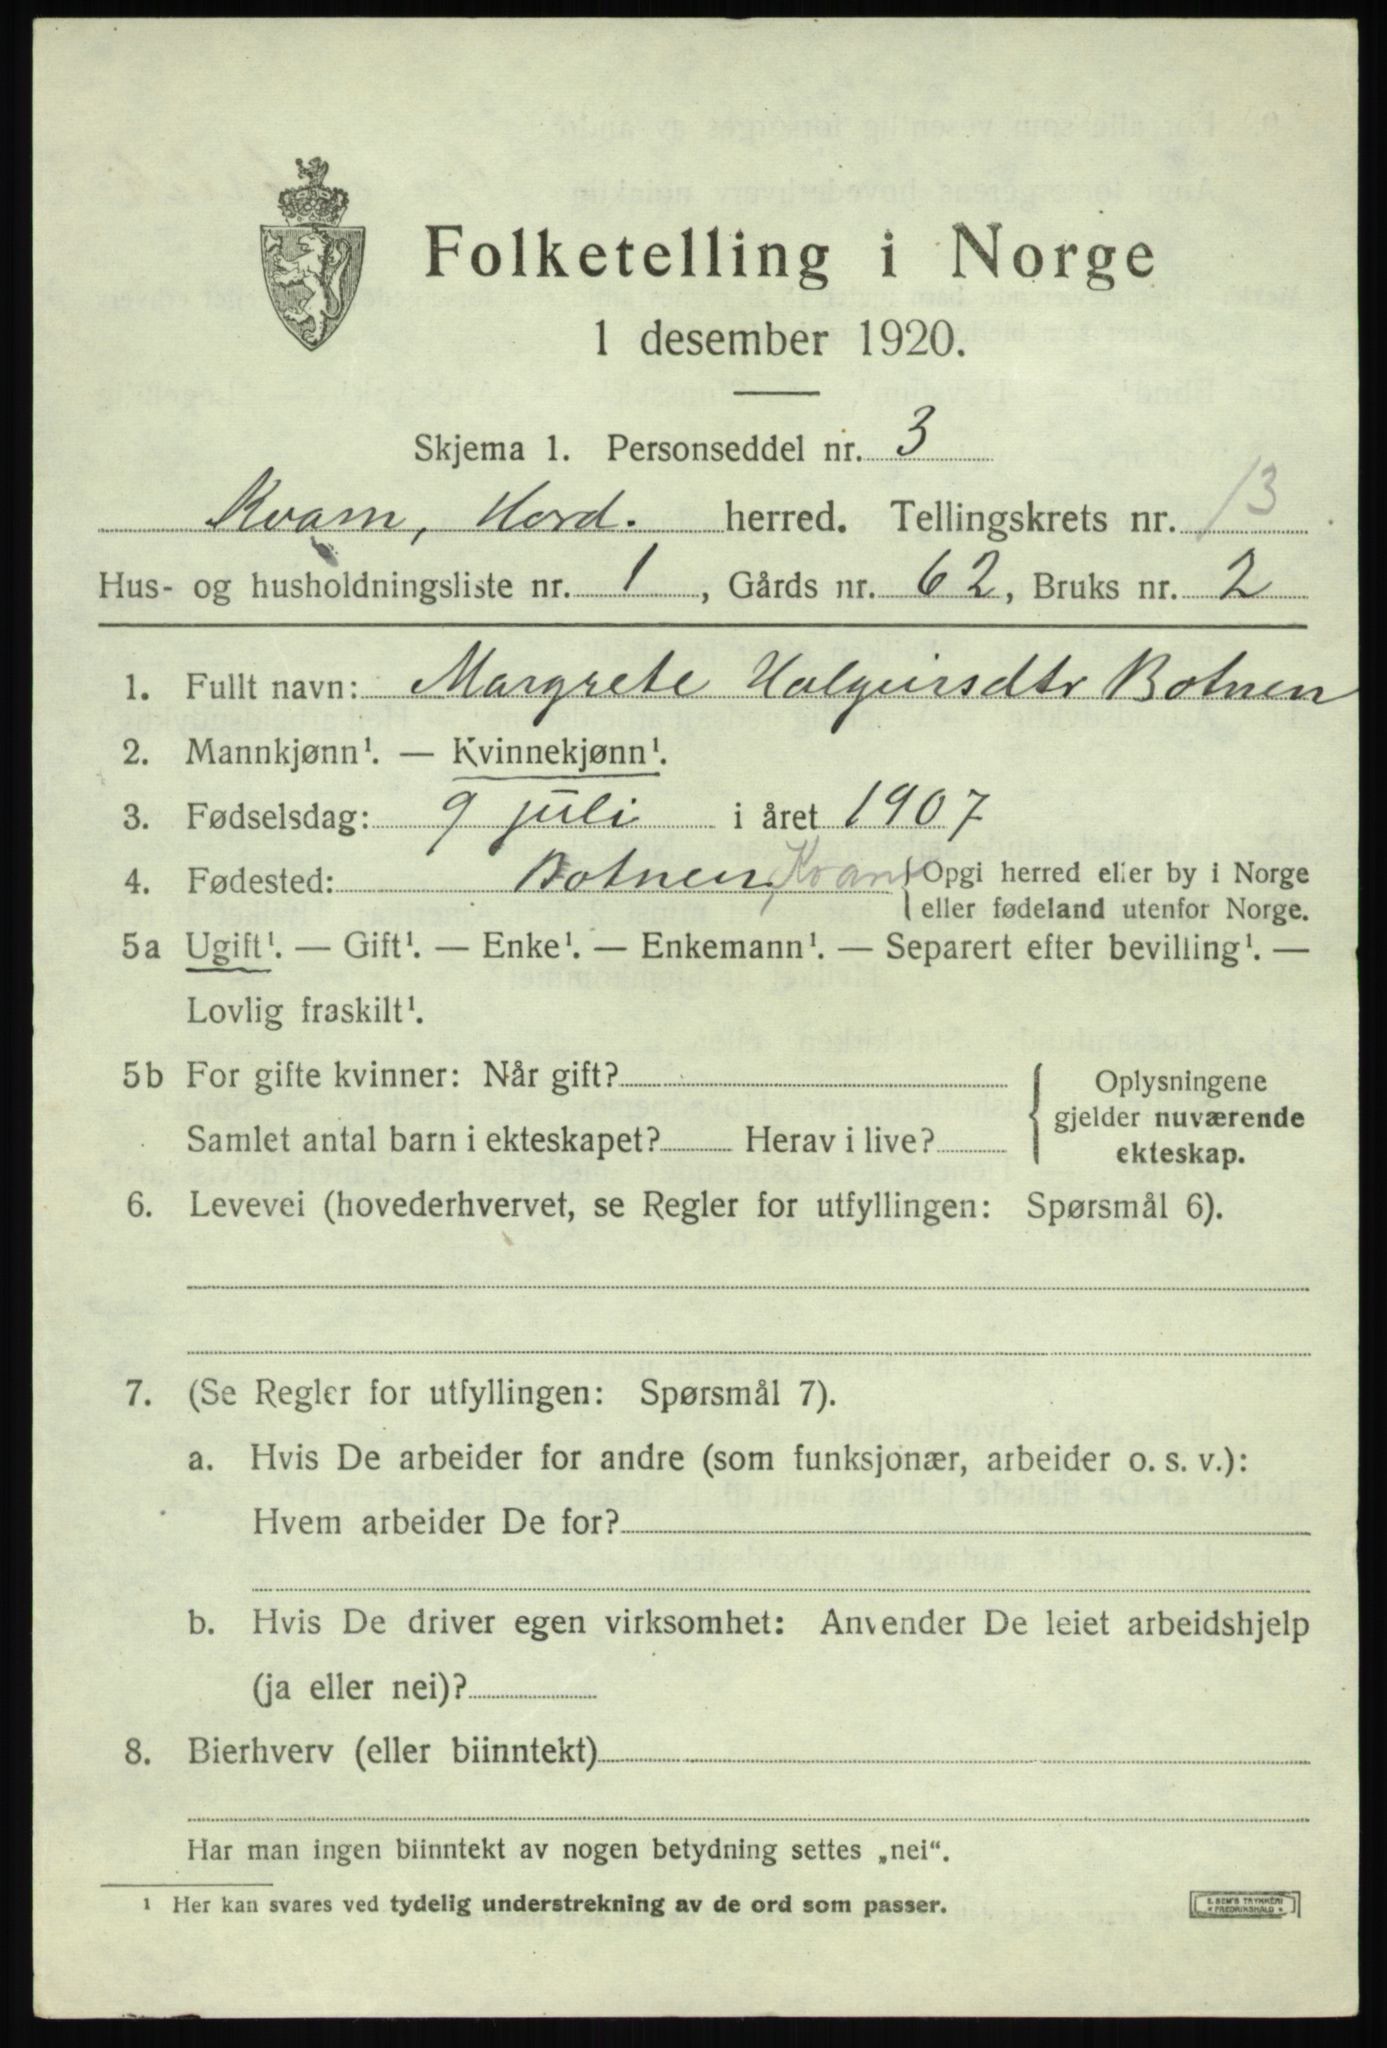 Folketelling i Norge
1 desember 1920.
Skjema 1. Personseddel nr. 3
Kvam, Hord. herred. Tellingskrets nr. 13
Hus- og husholdningsliste nr. 1, Gårds nr. 62, Bruks nr. 2
1. Fullt navn: Margrete Halgeirsdtr Botnen
2. Mannkjønn¹. — Kvinnekjønn¹.
3. Fødselsdag: 9 juli i året 1907
4. Fødested: Botnen, Kvam { Opgi herred eller by i Norge
eller fødeland utenfor Norge.
5a Ugift¹. — Gift¹. — Enke¹. — Enkemann¹. — Separert efter bevilling¹. —
Lovlig fraskilt¹.
5b For gifte kvinner: Når gift?
Samlet antal barn i ekteskapet? Herav i live?
Oplysningene
gjelder nuværende
ekteskap.
6. Levevei (hovederhvervet, se Regler for utfyllingen: Spørsmål 6).
7. (Se Regler for utfyllingen: Spørsmål 7).
a. Hvis De arbeider for andre (som funksjonær, arbeider o. s. v.):
Hvem arbeider De for?
b. Hvis De driver egen virksomhet: Anvender De leiet arbeidshjelp
(ja eller nei)?
8. Bierhverv (eller biinntekt)
Har man ingen biinntekt av nogen betydning settes „nei“.
¹ Her kan svares ved tydelig understrekning av de ord som passer.
E. SEM'S TRYKKERI
* FREDRIKSHALD *